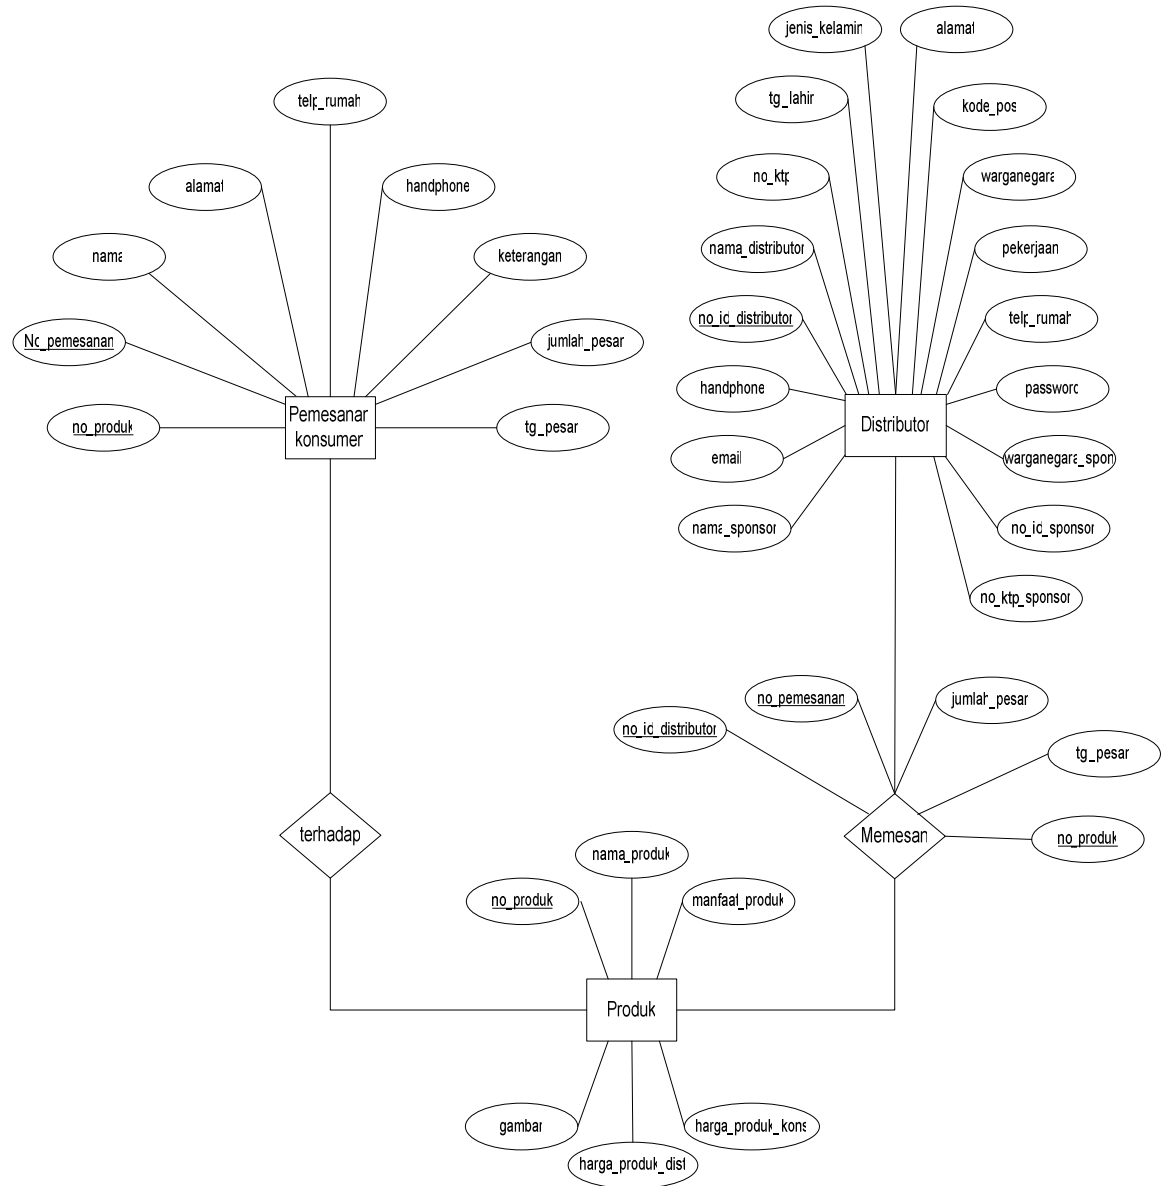 jenis_kelamin
alamat
telp_rumah
tg_lahir
kode_pos
alamat
handphone
no_ktp
warganegara
nama
keterangan
nama_distributor
pekerjaan
No_pemesanan
jumlah_pesan
no_id_distributor
telp_rumah
no_produk
Pemesanan
konsumen
tg_pesan
handphone
Distributor
password
email
warganegara_spon
nama_sponsor
no_id_sponsor
no_ktp_sponsor
no_pemesanan
jumlah_pesan
no_id_distributor
tg_pesan
terhadap
Memesan
no_produk
nama_produk
no_produk
manfaat_produk
Produk
gambar
harga_produk_kons
harga_produk_dist